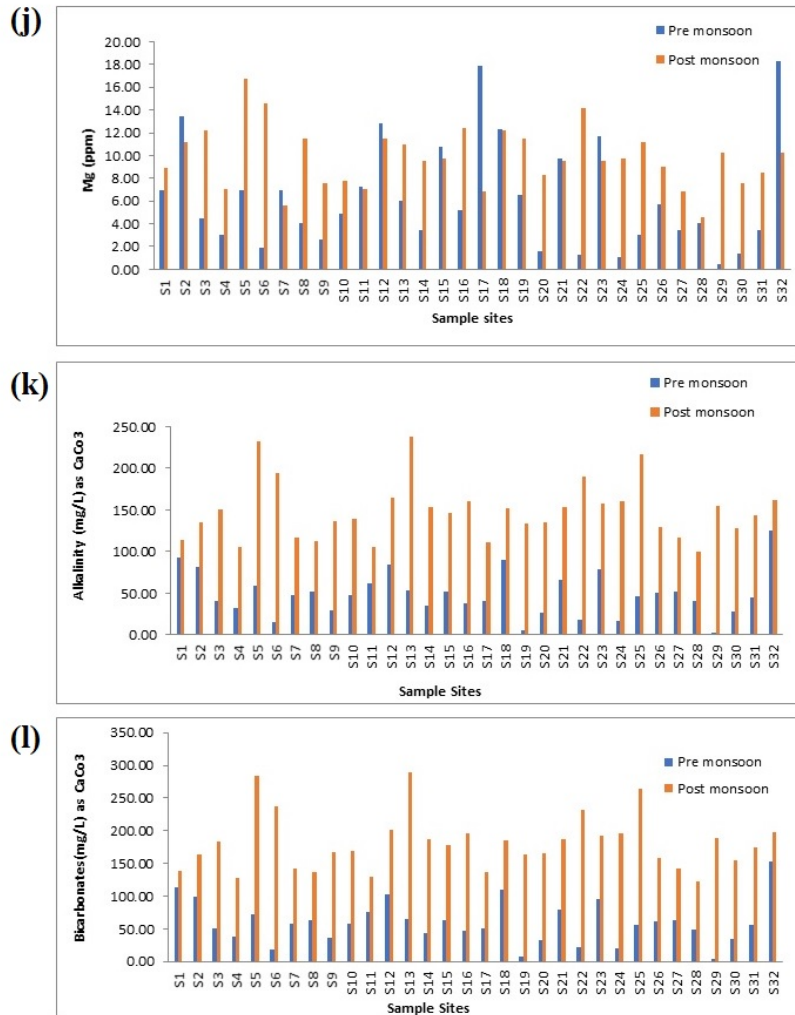 (j)
Pre monsoon
Post monsoon
20.00
18.00
16.00
14.00
12.00
10.00
8.00
6.00
4.00
2.00
0.00
Mg (ppm)
S1 S2 S3 S4 S5 S6 S7 S8 S9 S10 S11 S12 S13 S14 S15 S16 S17 S18 S19 S20 S21 S22 S23 S24 S25 S26 S27 S28 S29 S30 S31 S32
Sample sites
(k)
Pre monsoon
Post monsoon
250.00
200.00
150.00
100.00
50.00
0.00
Alkalinity (mg/L) as CaCo3
S1 S2 S3 S4 S5 S6 S7 S8 S9 S10 S11 S12 S13 S14 S15 S16 S17 S18 S19 S20 S21 S22 S23 S24 S25 S26 S27 S28 S29 S30 S31 S32
Sample Sites
(l)
Pre monsoon
Post monsoon
350.00
300.00
250.00
200.00
150.00
100.00
50.00
0.00
Bicarbonates(mg/L) as CaCo3
S1 S2 S3 S4 S5 S6 S7 S8 S9 S10 S11 S12 S13 S14 S15 S16 S17 S18 S19 S20 S21 S22 S23 S24 S25 S26 S27 S28 S29 S30 S31 S32
Sample Sites